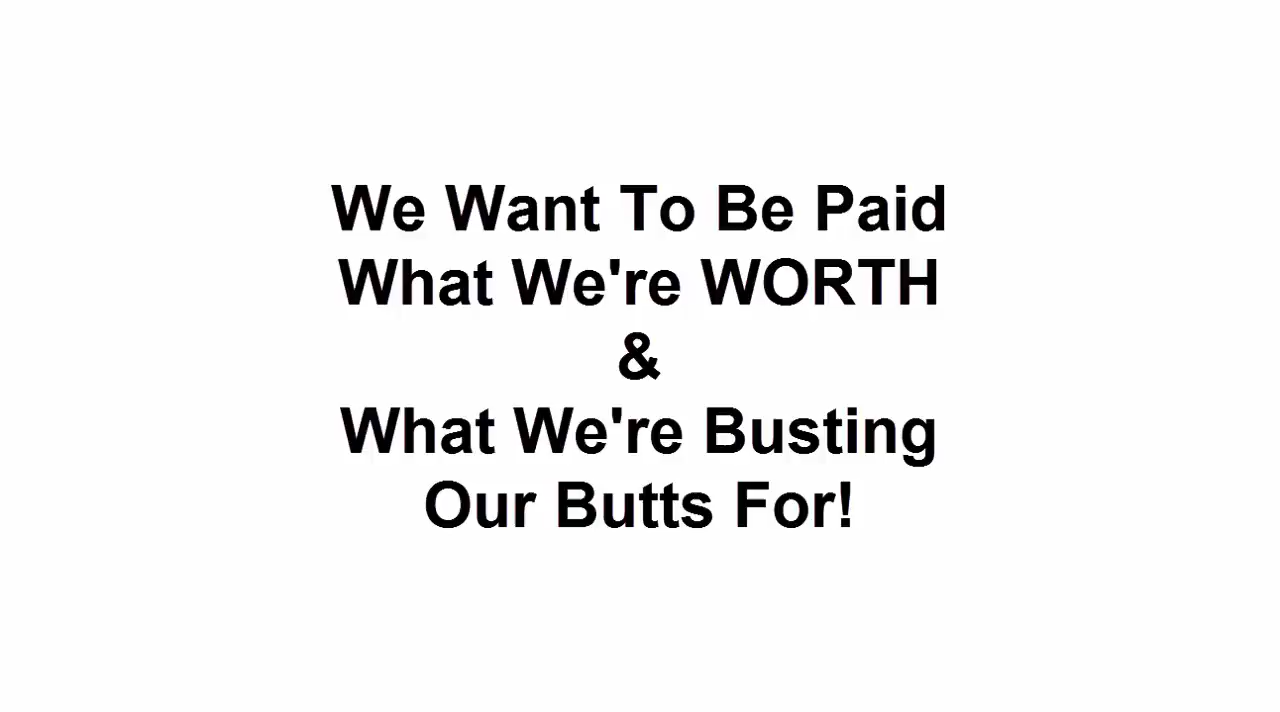 We Want To Be Paid
What We're WORTH
&
What We're Busting
Our Butts For!